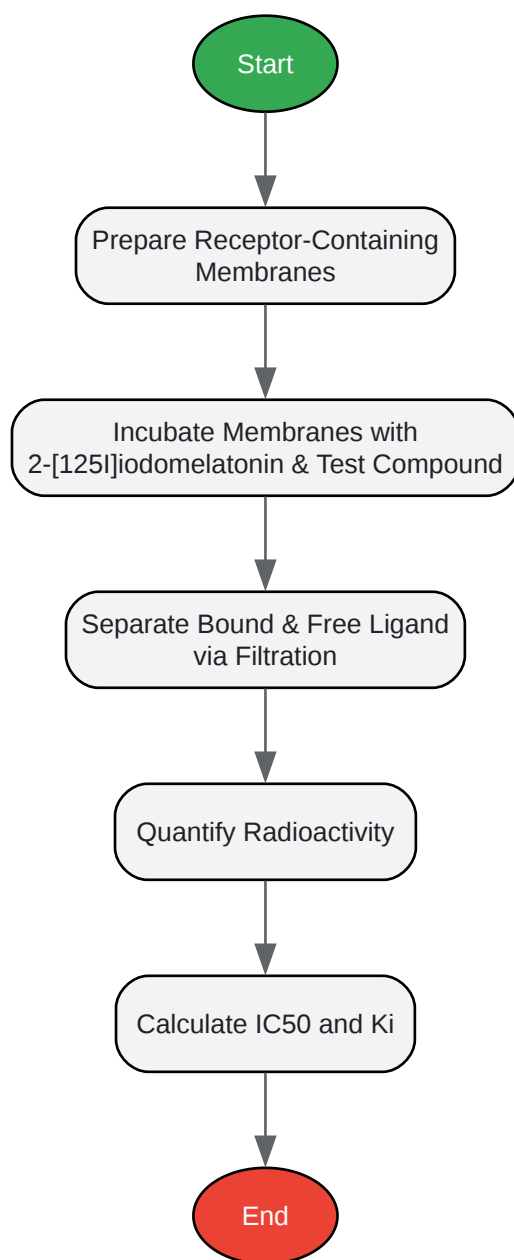 Start
Prepare Receptor-Containing
Membranes
Incubate Membranes with
2-[125I]iodomelatonin & Test Compound
Separate Bound & Free Ligand
via Filtration
Quantify Radioactivity
Calculate IC50 and Ki
End